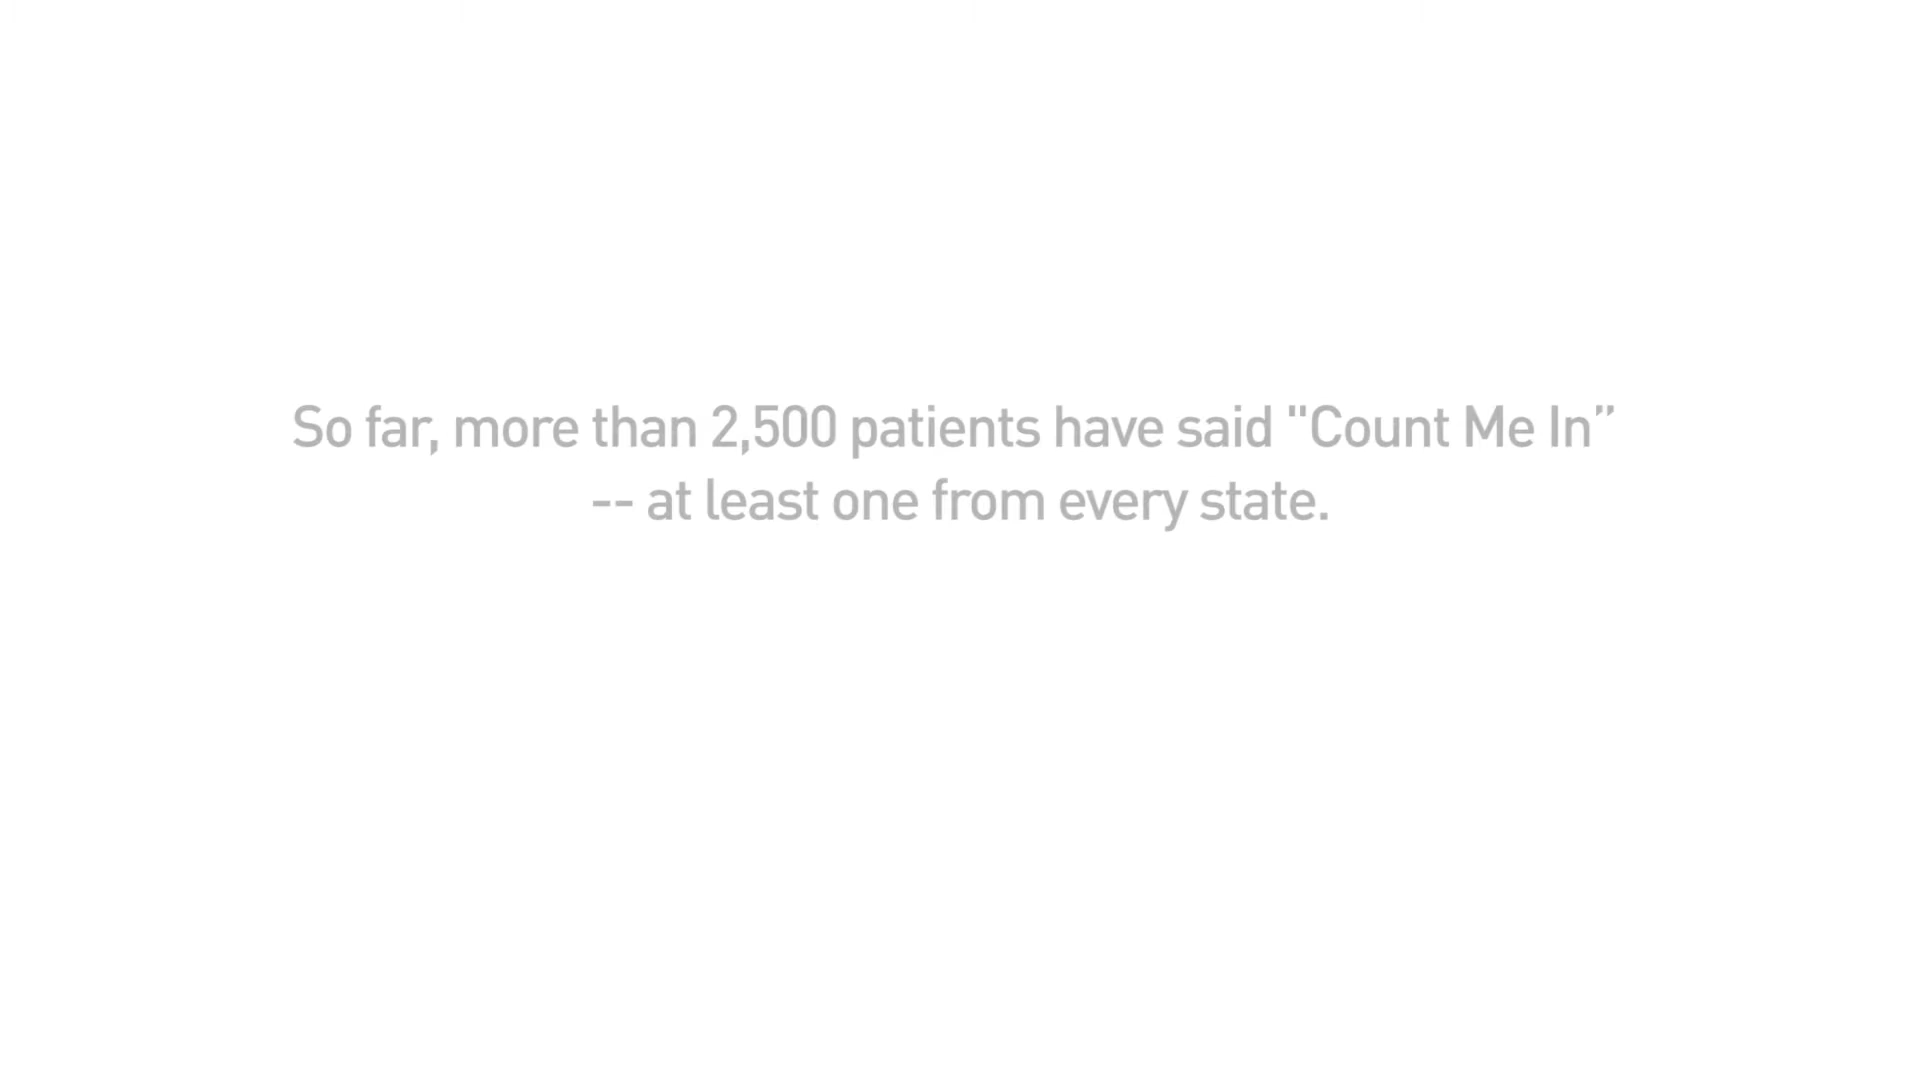 So far, more than 2,500 patients have said "Count Me In”
-- at least one from every state.